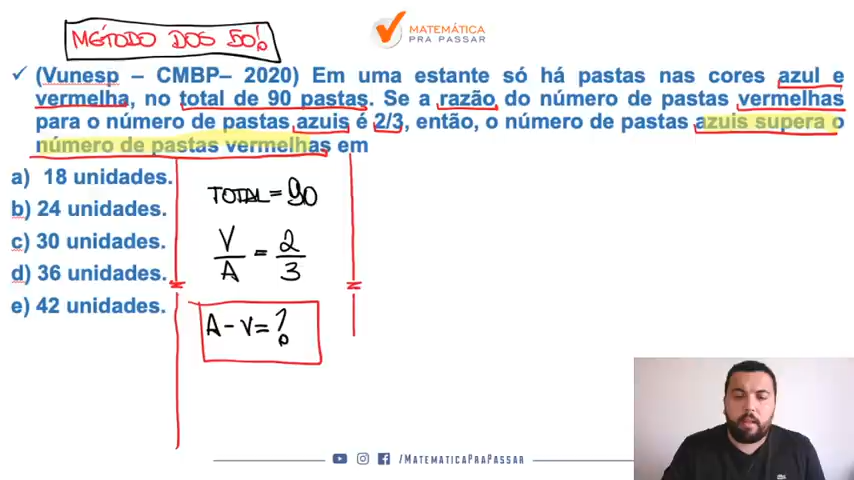 MÉTODO DOS 50%
MATEMÁTICA
PRA PASSAR
✓ (Vunesp – CMBP– 2020) Em uma estante só há pastas nas cores azul e
vermelha, no total de 90 pastas. Se a razão do número de pastas vermelhas
para o número de pastas azuis é 2/3, então, o número de pastas azuis supera o
número de pastas vermelhas em
a) 18 unidades.
b) 24 unidades.
c) 30 unidades.
d) 36 unidades.
e) 42 unidades.
TOTAL = 90
V/A = 2/3
A - V = ?
/MATEMATICAPRAPASSAR